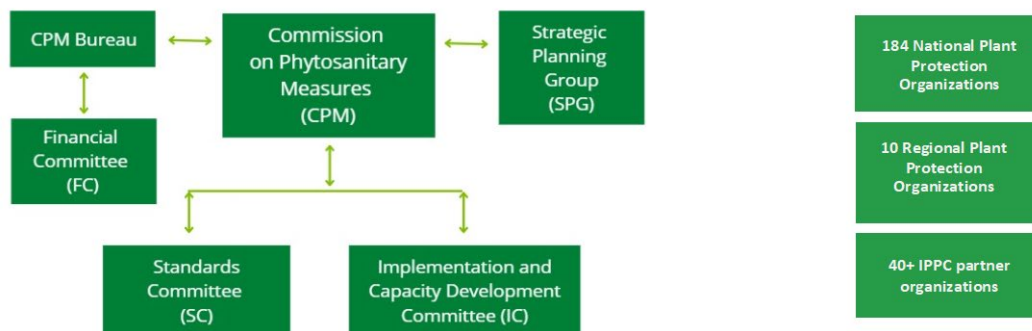 CPM Bureau
Commission
on Phytosanitary
Measures
(CPM)
Strategic
Planning
Group
(SPG)
Financial
Committee
(FC)
Standards
Committee
(SC)
Implementation and
Capacity Development
Committee (IC)
184 National Plant
Protection
Organizations
10 Regional Plant
Protection
Organizations
40+ IPPC partner
organizations